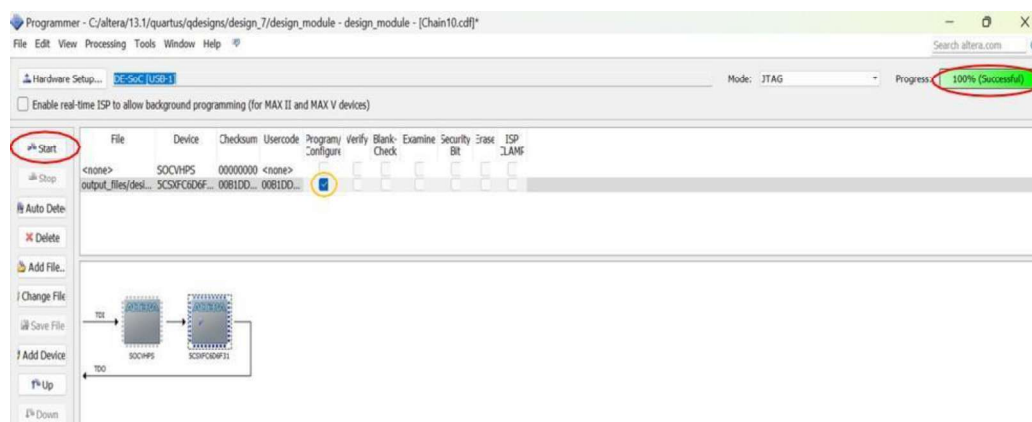 Programmer - C:/altera/13.1/quartus/qdesigns/design_7/design_module - design_module - [Chain10.cdf]*
File Edit View Processing Tools Window Help
Search altera.com
Hardware Setup... DE-SoC [USB-1] Mode: JTAG Progress: 100% (Successful)
Enable real-time ISP to allow background programming (for MAX II and MAX V devices)
Start
Stop
Auto Dete
Delete
Add File..
Change File
Save File
Add Device
Up
Down
File Device Checksum Usercode Program/ Verify Blank- Examine Security Erase ISP
Configure Check Bit CLAMP
<none> SOCVHPS 00000000 <none>
output_files/desi... 5CSXFC6D6F... 00B1DD... 00B1DD...
TDI
SOCVHPS 5CSXFC6D6F31
TDO